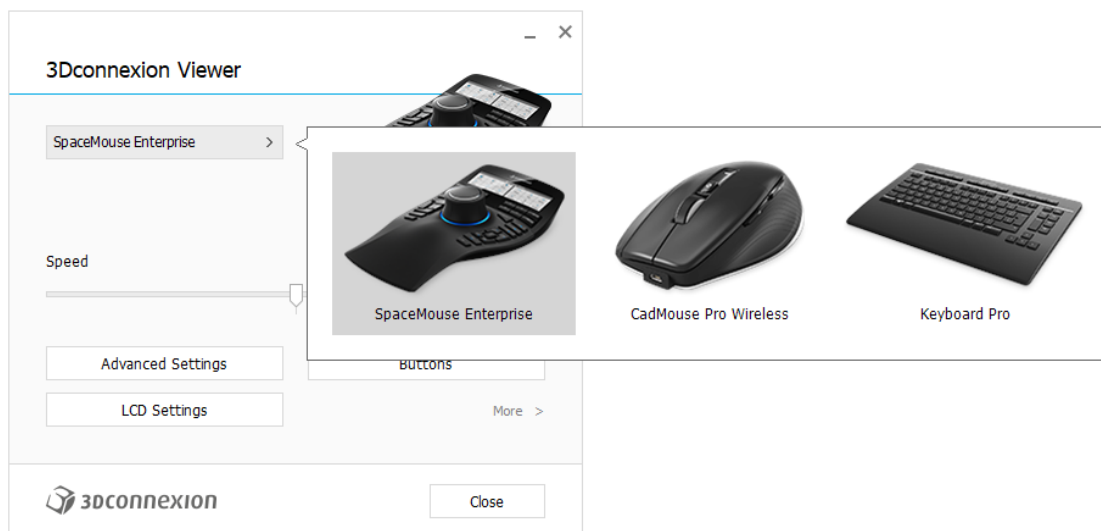 3Dconnexion Viewer
SpaceMouse Enterprise >
SpaceMouse Enterprise
CadMouse Pro Wireless
Keyboard Pro
Speed
Advanced Settings
Buttons
LCD Settings
More >
3Dconnexion
Close